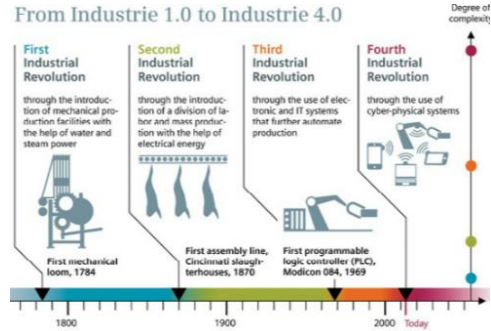 From Industrie 1.0 to Industrie 4.0
Degree of
complexity
First
Industrial
Revolution
through the introduc-
tion of mechanical pro-
duction facilities with
the help of water and
steam power
Second
Industrial
Revolution
through the introduc-
tion of a division of la-
bor and mass produc-
tion with the help of
electrical energy
Third
Industrial
Revolution
through the use of elec-
tronic and IT systems
that further automate
production
Fourth
Industrial
Revolution
through the use of
cyber-physical systems
First mechanical
loom, 1784
First assembly line,
Cincinnati slaugh-
terhouses, 1870
First programmable
logic controller (PLC),
Modicon 084, 1969
1800
1900
2000
Today